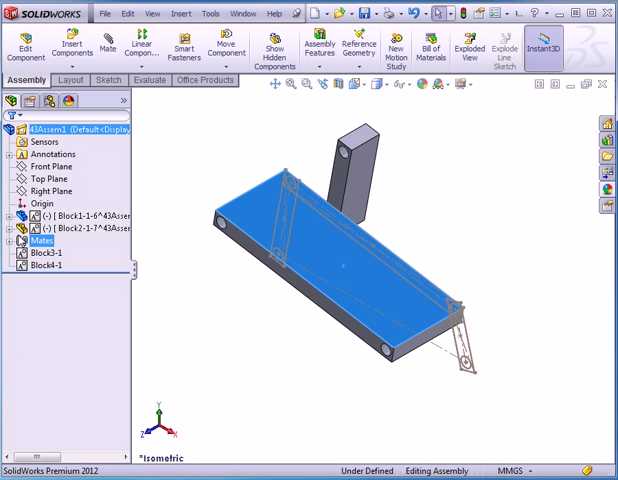 SOLIDWORKS File Edit View Insert Tools Window Help
Edit Component
Insert Components
Mate
Linear Compon...
Smart Fasteners
Move Component
Show Hidden Components
Assembly Features
Reference Geometry
New Motion Study
Bill of Materials
Exploded View
Explode Line Sketch
Instant3D
Assembly Layout Sketch Evaluate Office Products
43Assem1 (Default<Display
Sensors
Annotations
Front Plane
Top Plane
Right Plane
Origin
(-) [ Block1-1-6^43Assem
(-) [ Block2-1-7^43Assem
Mates
Block3-1
Block4-1
Y
Z
X
*Isometric
SolidWorks Premium 2012 Under Defined Editing Assembly MMGS